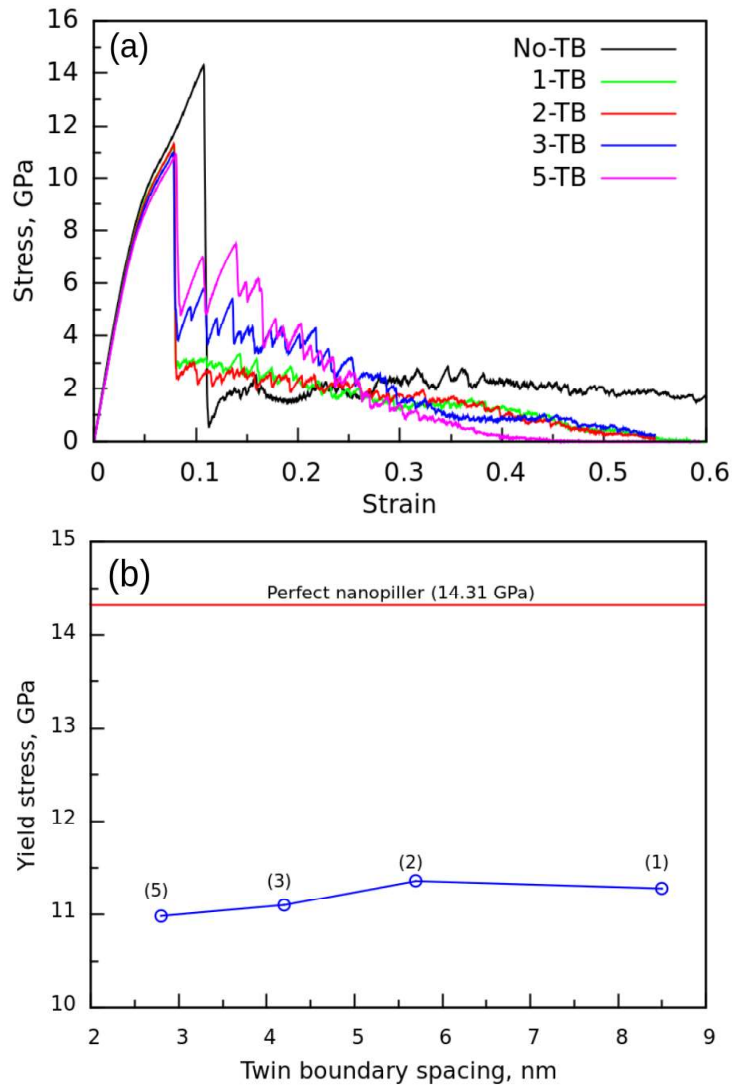 (a)
No-TB
1-TB
2-TB
3-TB
5-TB
16
14
12
10
8
6
4
2
0
0 0.1 0.2 0.3 0.4 0.5 0.6
Stress, GPa
Strain
(b)
Perfect nanopiller (14.31 GPa)
15
14
13
12
11
10
(5)
(3)
(2)
(1)
2 3 4 5 6 7 8 9
Yield stress, GPa
Twin boundary spacing, nm